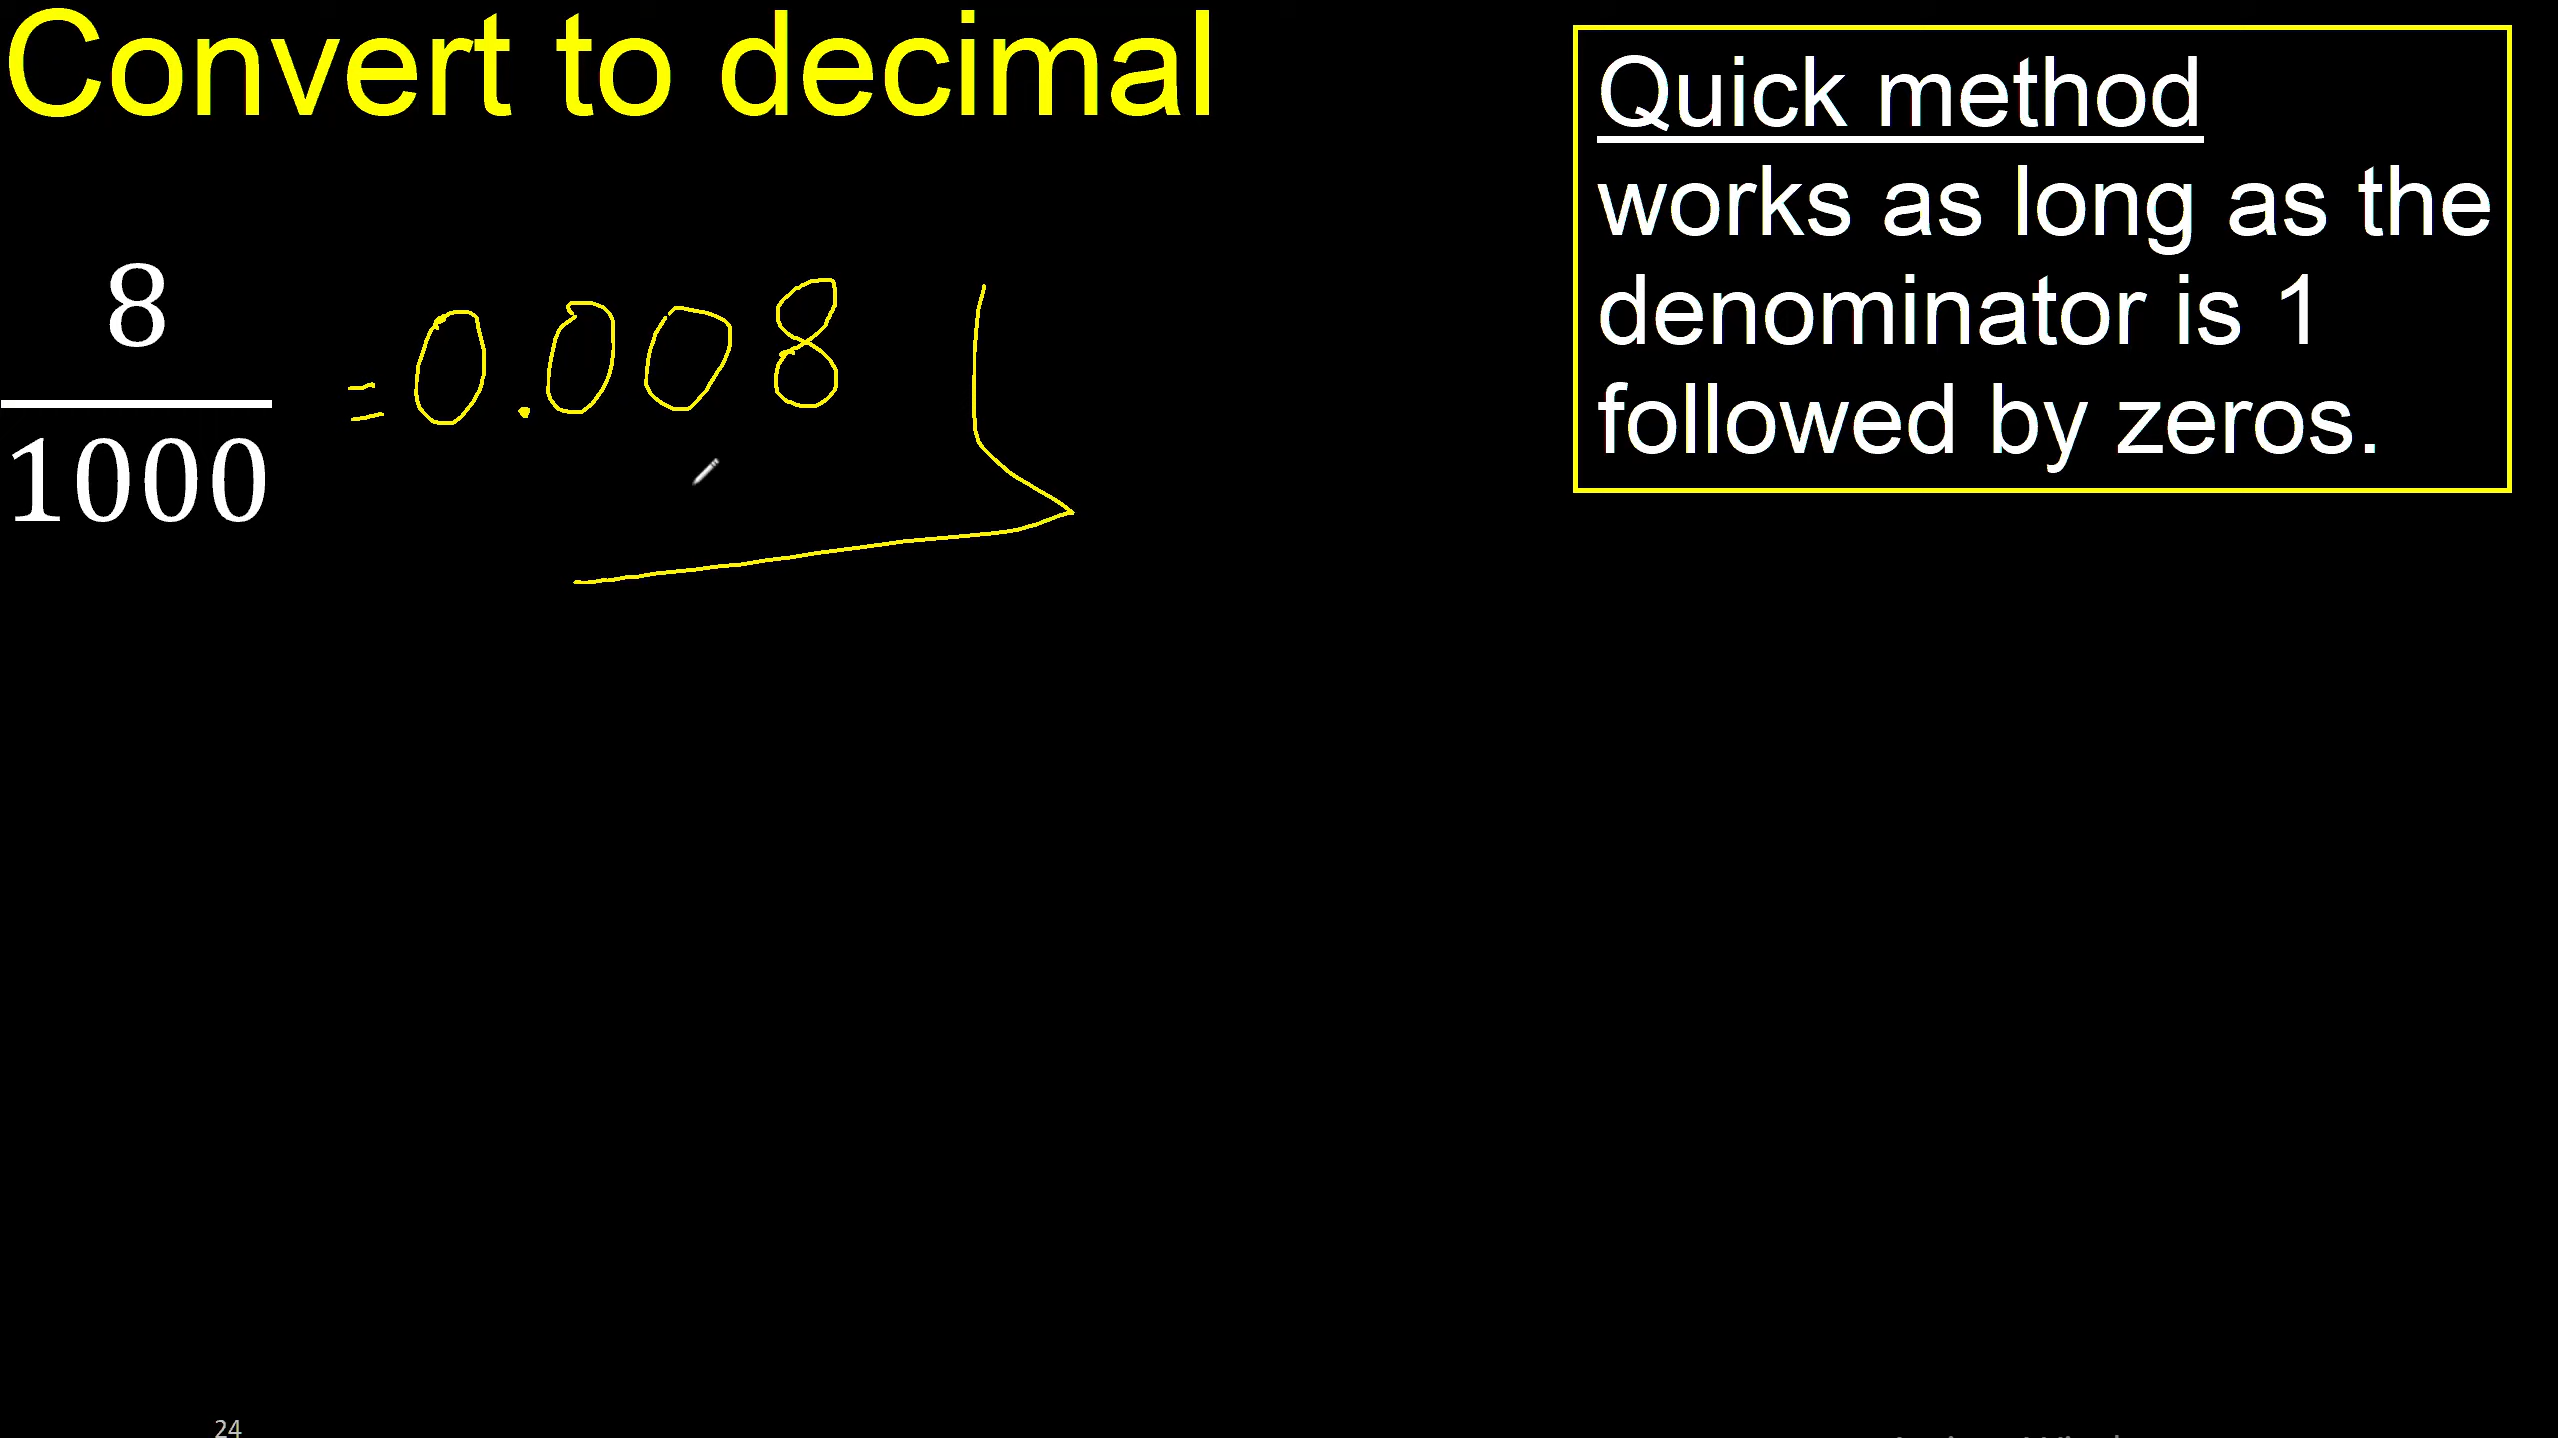 Convert to decimal
8
1000
=0.008
Quick method
works as long as the
denominator is 1
followed by zeros.
24